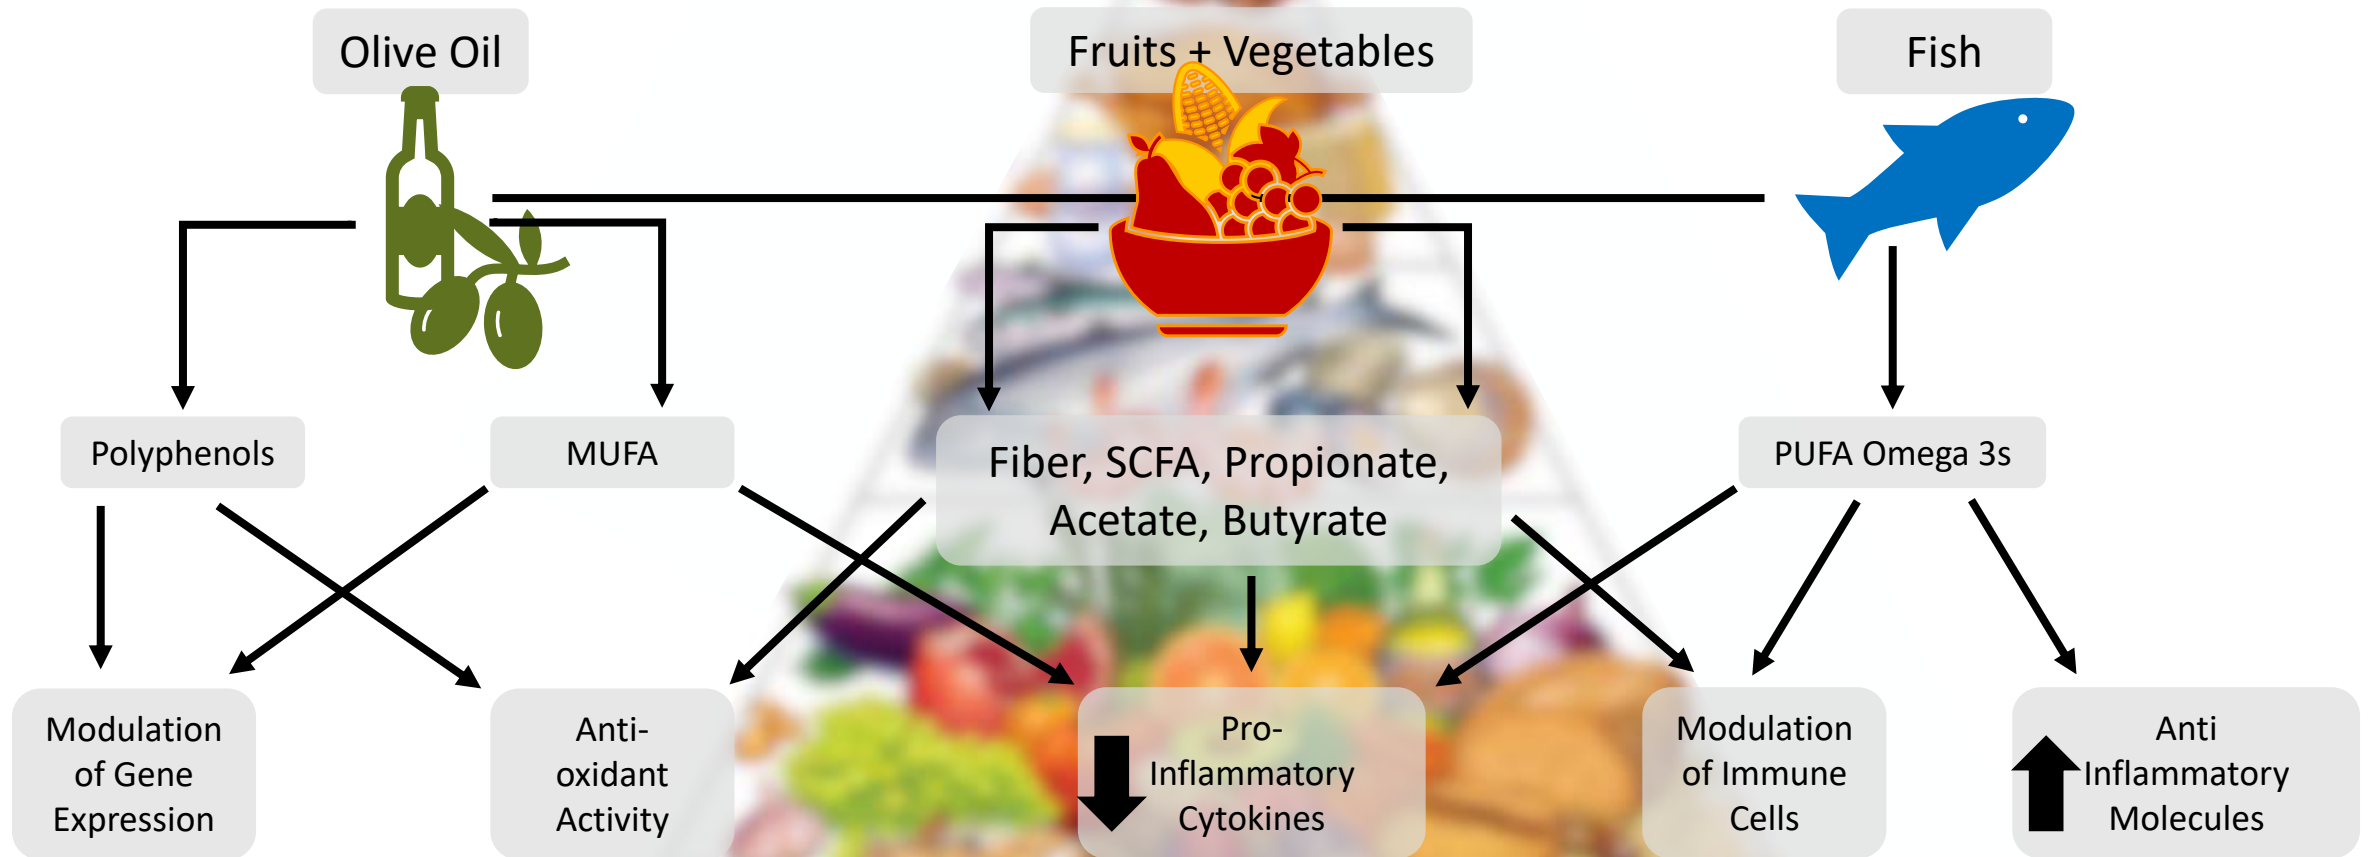 Olive Oil
Fruits + Vegetables
Fish
Polyphenols
MUFA
Fiber, SCFA, Propionate,
Acetate, Butyrate
PUFA Omega 3s
Modulation
of Gene
Expression
Anti-
oxidant
Activity
Pro-
Inflammatory
Cytokines
Modulation
of Immune
Cells
Anti
Inflammatory
Molecules